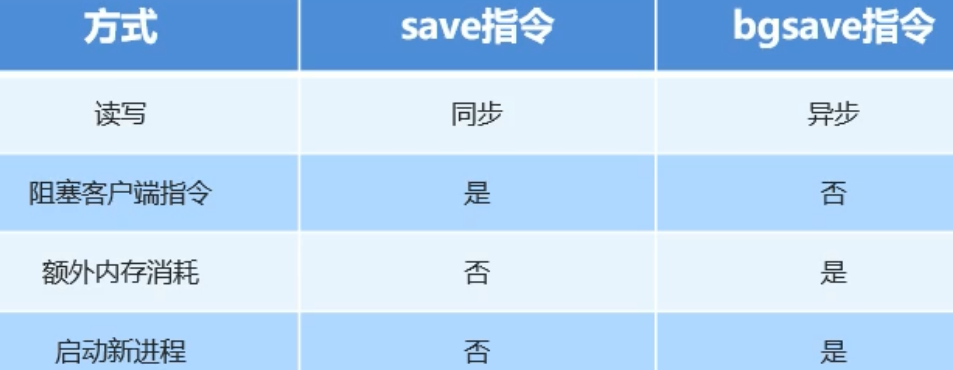 方式 save指令 bgsave指令
读写 同步 异步
阻塞客户端指令 是 否
额外内存消耗 否 是
启动新进程 否 是